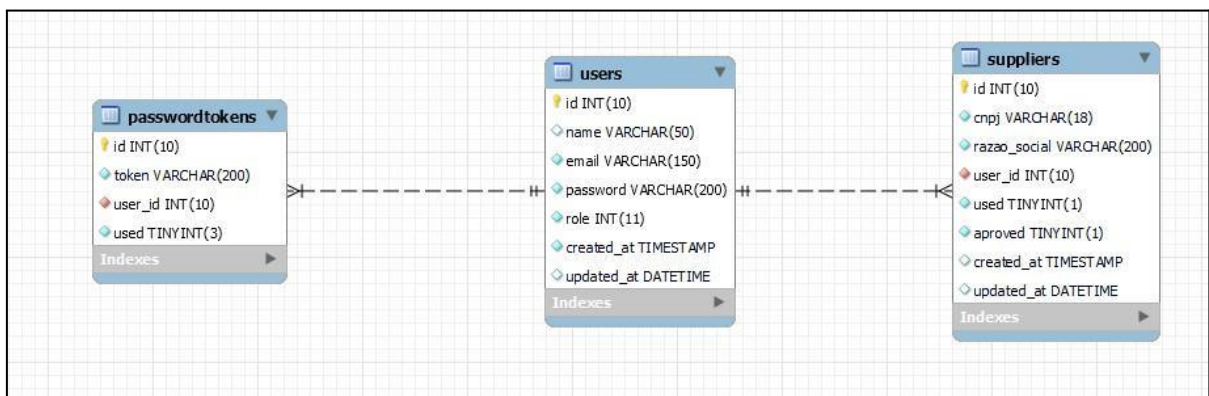 passwordtokens
id INT(10)
token VARCHAR(200)
user_id INT(10)
used TINYINT(3)
Indexes
users
id INT(10)
name VARCHAR(50)
email VARCHAR(150)
password VARCHAR(200)
role INT(11)
created_at TIMESTAMP
updated_at DATETIME
Indexes
suppliers
id INT(10)
cnpj VARCHAR(18)
razao_social VARCHAR(200)
user_id INT(10)
used TINYINT(1)
aproved TINYINT(1)
created_at TIMESTAMP
updated_at DATETIME
Indexes